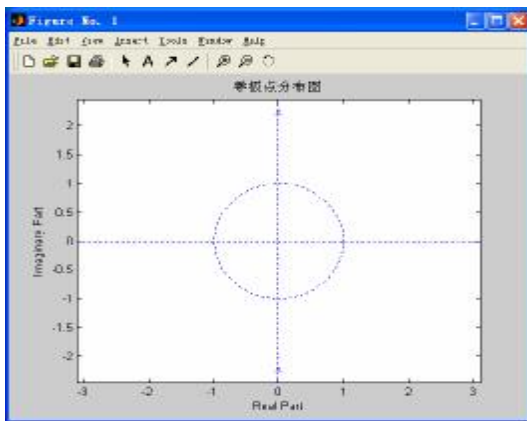 Figure No. 1
File Edit View Insert Tools Window Help
A
零极点分布图
2
1.5
1
0.5
0
-0.5
-1
-1.5
-2
Imaginary Part
-3 -2 -1 0 1 2 3
Real Part